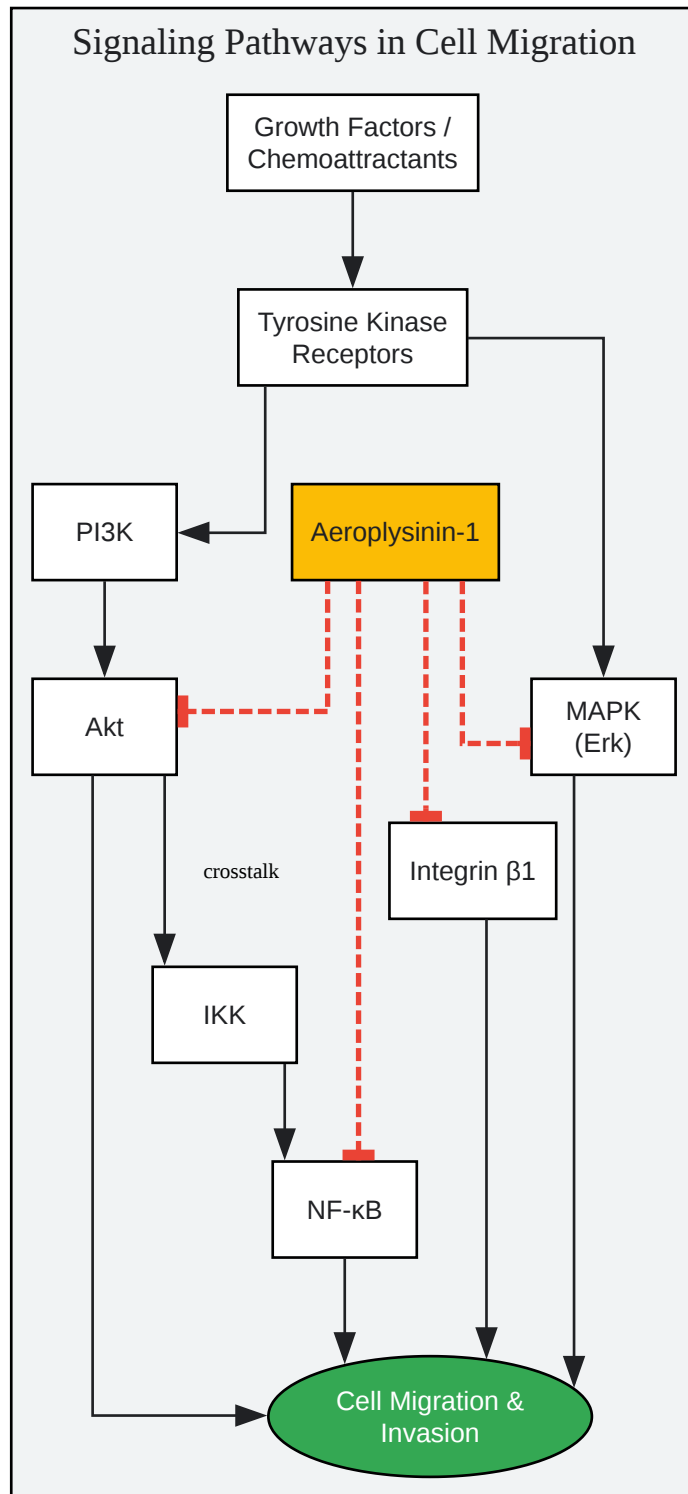 Signaling Pathways in Cell Migration
Growth Factors /
Chemoattractants
Tyrosine Kinase
Receptors
PI3K
Aeroplysinin-1
Akt
MAPK
(Erk)
crosstalk
Integrin β1
IKK
NF-κB
Cell Migration &
Invasion